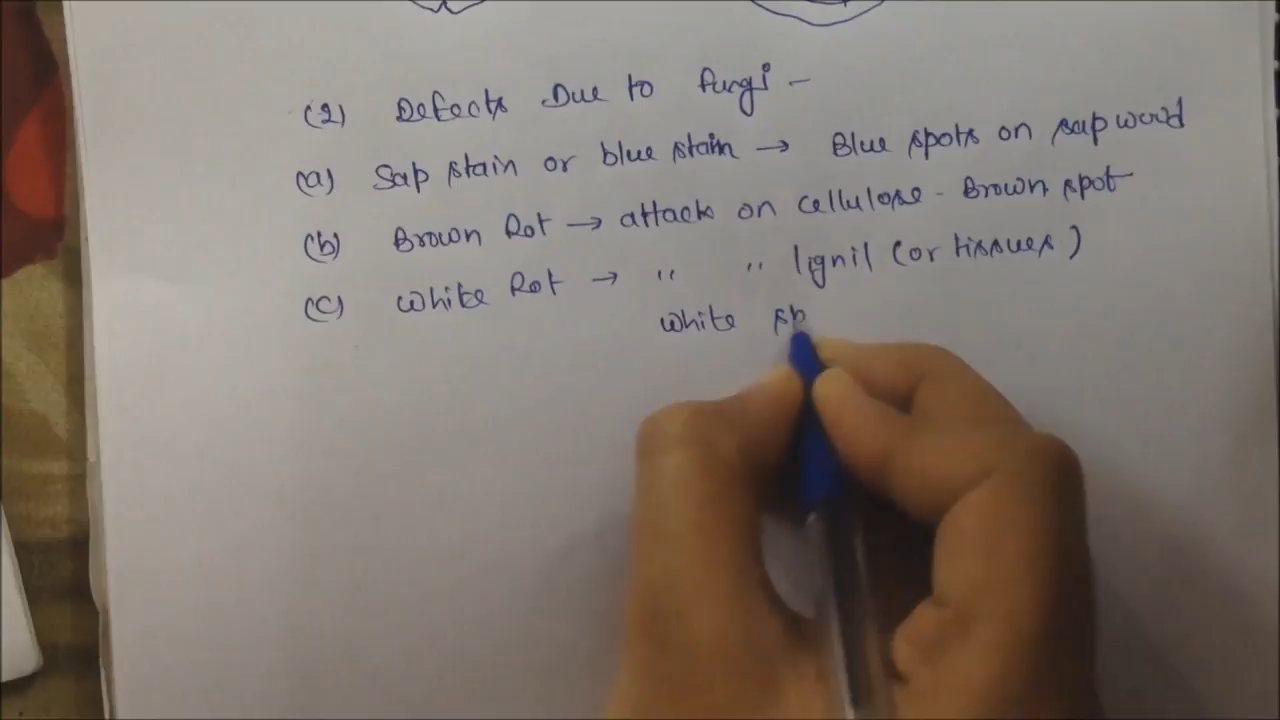 (2) Defects Due to fungi -
(a) Sap stain or blue stain → Blue spots on sapwood
(b) Brown Rot → attack on cellulose - Brown spot
(c) White Rot → " " lignil (or tissues)
white sp